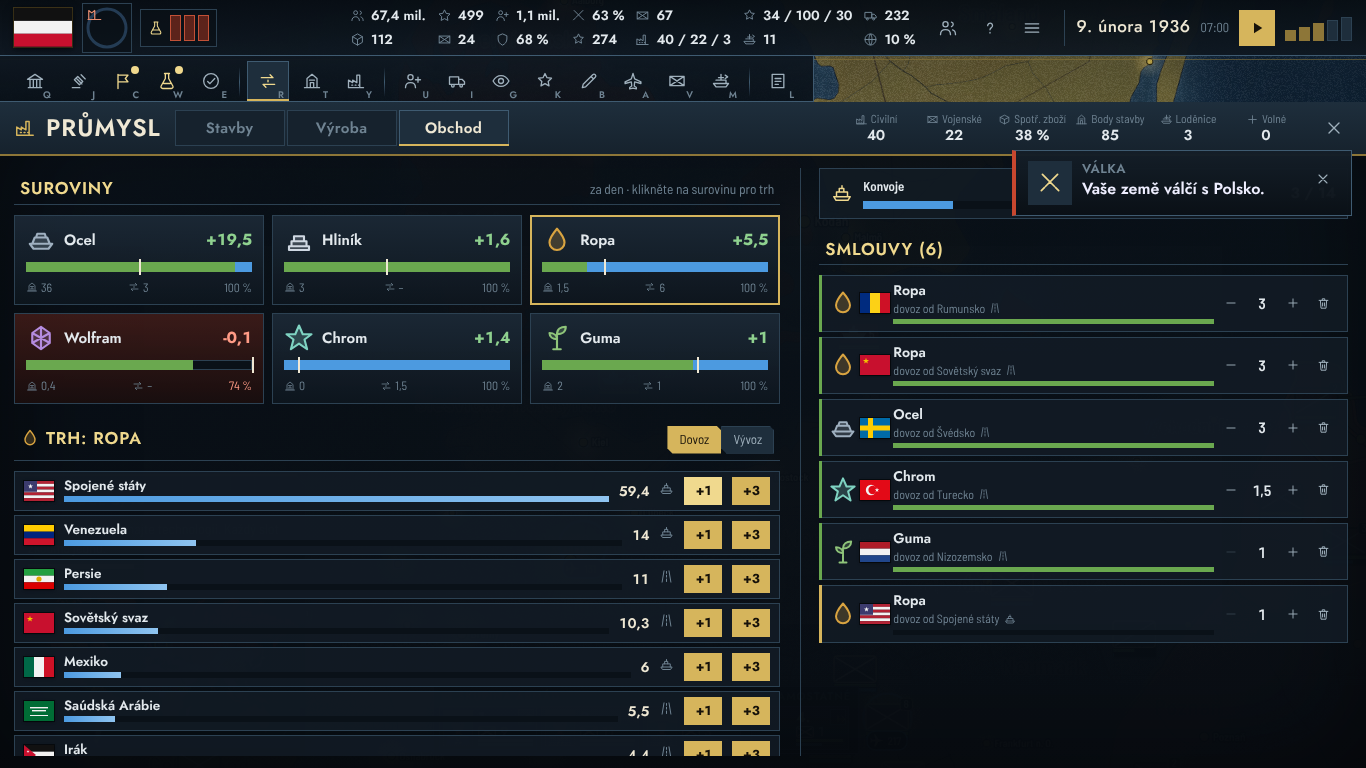 67,4 mil. 499 1,1 mil. 63 % 67 34 / 100 / 30 232
112 24 68 % 274 40 / 22 / 3 11 10 %
? 9. února 1936 07:00
Q J C W E R T Y U I G K B A V M L
PRŮMYSL Stavby Výroba Obchod
Civilní 40
Vojenské 22
Spotř. zboží 38 %
Body stavby 85
Loděnice 3
Volné 0
VÁLKA
Vaše země válčí s Polsko.
SUROVINY
za den · klikněte na surovinu pro trh
Ocel +19,5
36 3 100 %
Hliník +1,6
3 – 100 %
Ropa +5,5
1,5 6 100 %
Wolfram -0,1
0,4 – 74 %
Chrom +1,4
0 1,5 100 %
Guma +1
2 1 100 %
TRH: ROPA
Dovoz Vývoz
Spojené státy 59,4 +1 +3
Venezuela 14 +1 +3
Persie 11 +1 +3
Sovětský svaz 10,3 +1 +3
Mexiko 6 +1 +3
Saúdská Arábie 5,5 +1 +3
Irák 4,4 +1 +3
Konvoje
SMLOUVY (6)
Ropa
dovoz od Rumunsko
− 3 +
Ropa
dovoz od Sovětský svaz
− 3 +
Ocel
dovoz od Švédsko
− 3 +
Chrom
dovoz od Turecko
− 1,5 +
Guma
dovoz od Nizozemsko
− 1 +
Ropa
dovoz od Spojené státy
− 1 +